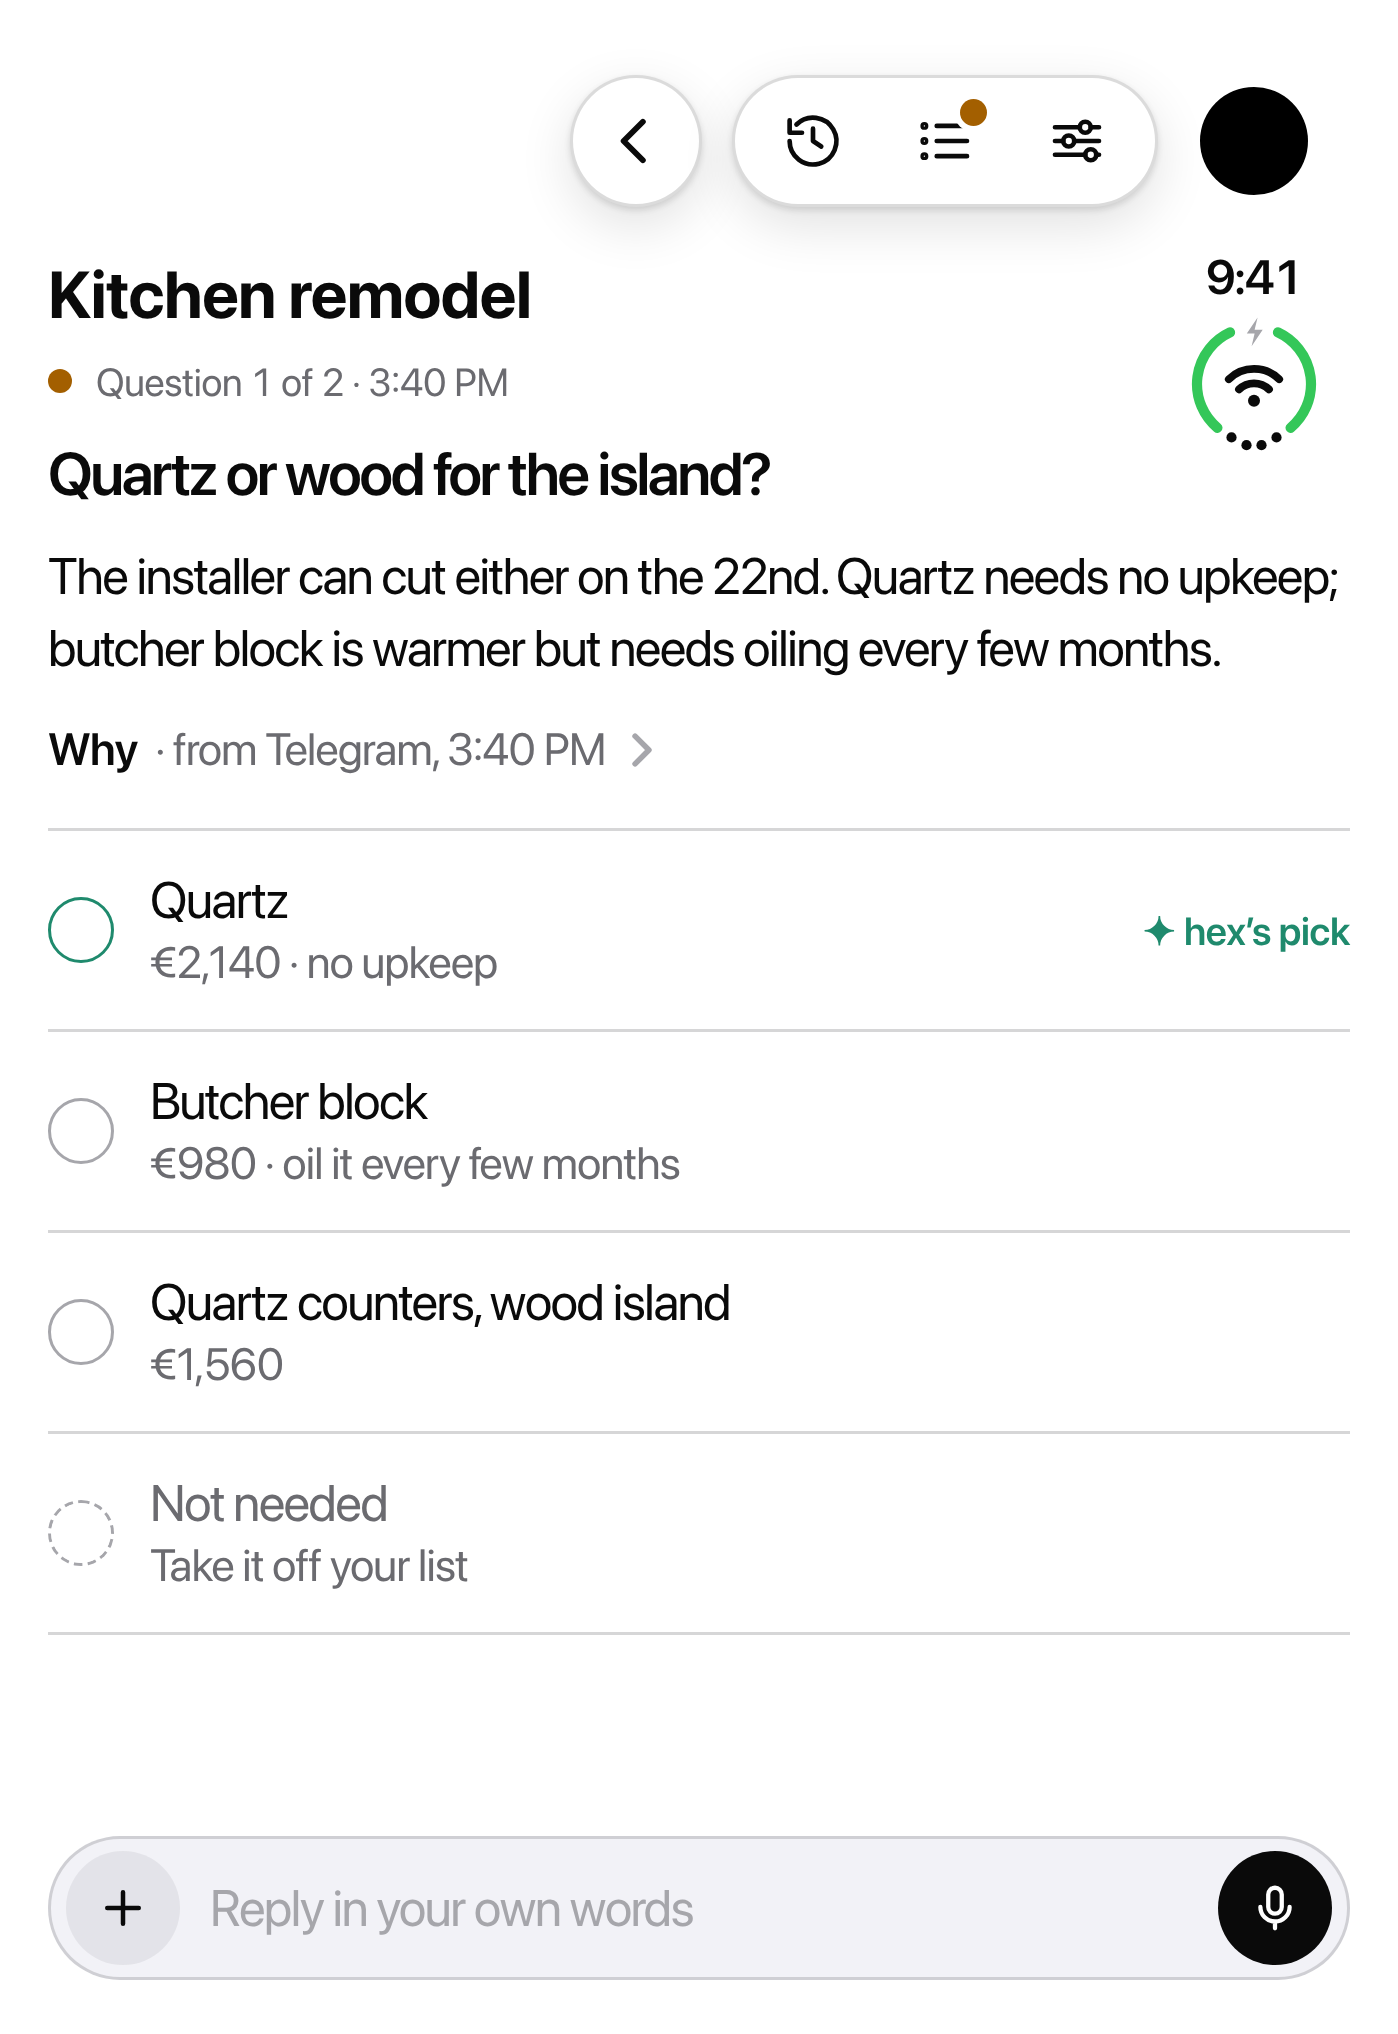 Kitchen remodel
9:41
Question 1 of 2 · 3:40 PM
Quartz or wood for the island?
The installer can cut either on the 22nd. Quartz needs no upkeep;
butcher block is warmer but needs oiling every few months.
Why · from Telegram, 3:40 PM
Quartz
€2,140 · no upkeep
hex’s pick
Butcher block
€980 · oil it every few months
Quartz counters, wood island
€1,560
Not needed
Take it off your list
Reply in your own words